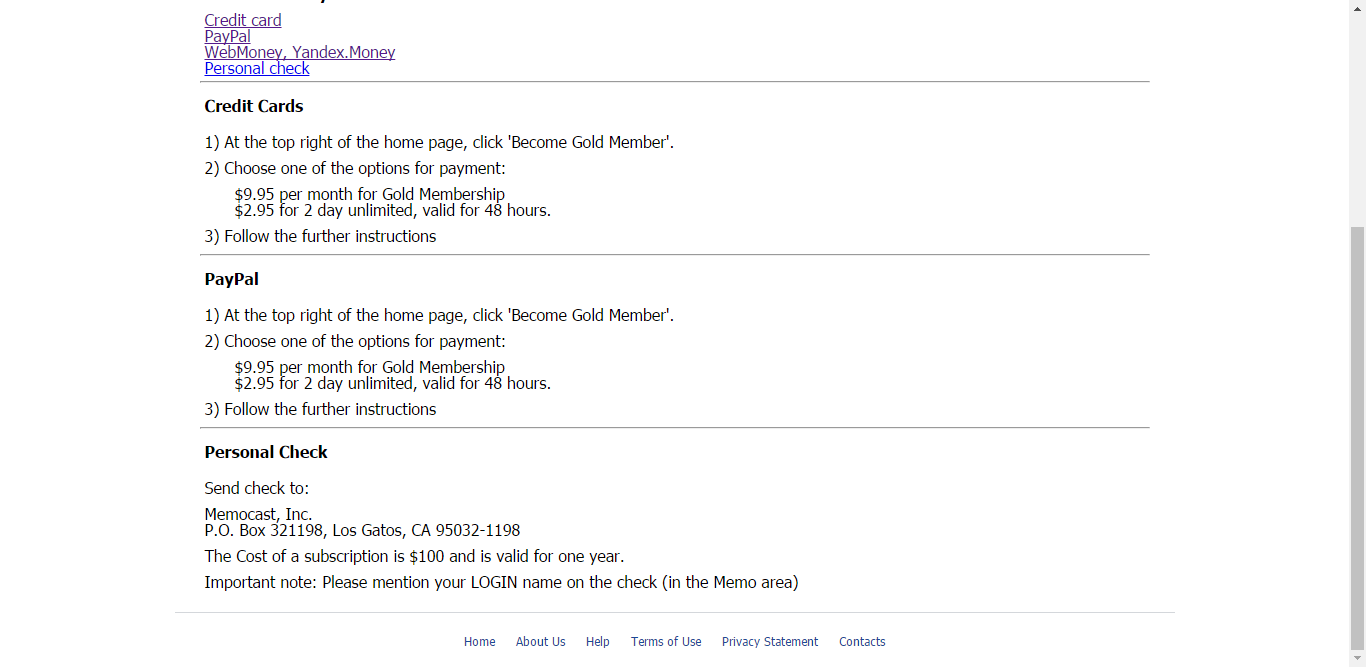 Credit card
PayPal
WebMoney, Yandex.Money
Personal check
Credit Cards
1) At the top right of the home page, click 'Become Gold Member'.
2) Choose one of the options for payment:
$9.95 per month for Gold Membership
$2.95 for 2 day unlimited, valid for 48 hours.
3) Follow the further instructions
PayPal
1) At the top right of the home page, click 'Become Gold Member'.
2) Choose one of the options for payment:
$9.95 per month for Gold Membership
$2.95 for 2 day unlimited, valid for 48 hours.
3) Follow the further instructions
Personal Check
Send check to:
Memocast, Inc.
P.O. Box 321198, Los Gatos, CA 95032-1198
The Cost of a subscription is $100 and is valid for one year.
Important note: Please mention your LOGIN name on the check (in the Memo area)
Home About Us Help Terms of Use Privacy Statement Contacts